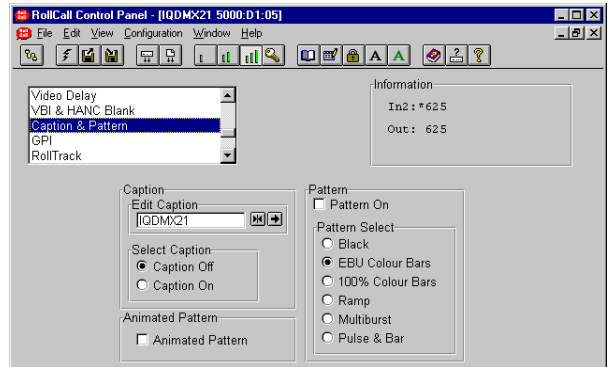 RollCall Control Panel - [IQDMX21 5000:D1:05]
File Edit View Configuration Window Help
A A
Video Delay
VBI & HANC Blank
Caption & Pattern
GPI
RollTrack
Information
In2:*625
Out: 625
Caption
Edit Caption
IQDMX21
Select Caption
Caption Off
Caption On
Animated Pattern
Animated Pattern
Pattern
Pattern On
Pattern Select
Black
EBU Colour Bars
100% Colour Bars
Ramp
Multiburst
Pulse & Bar